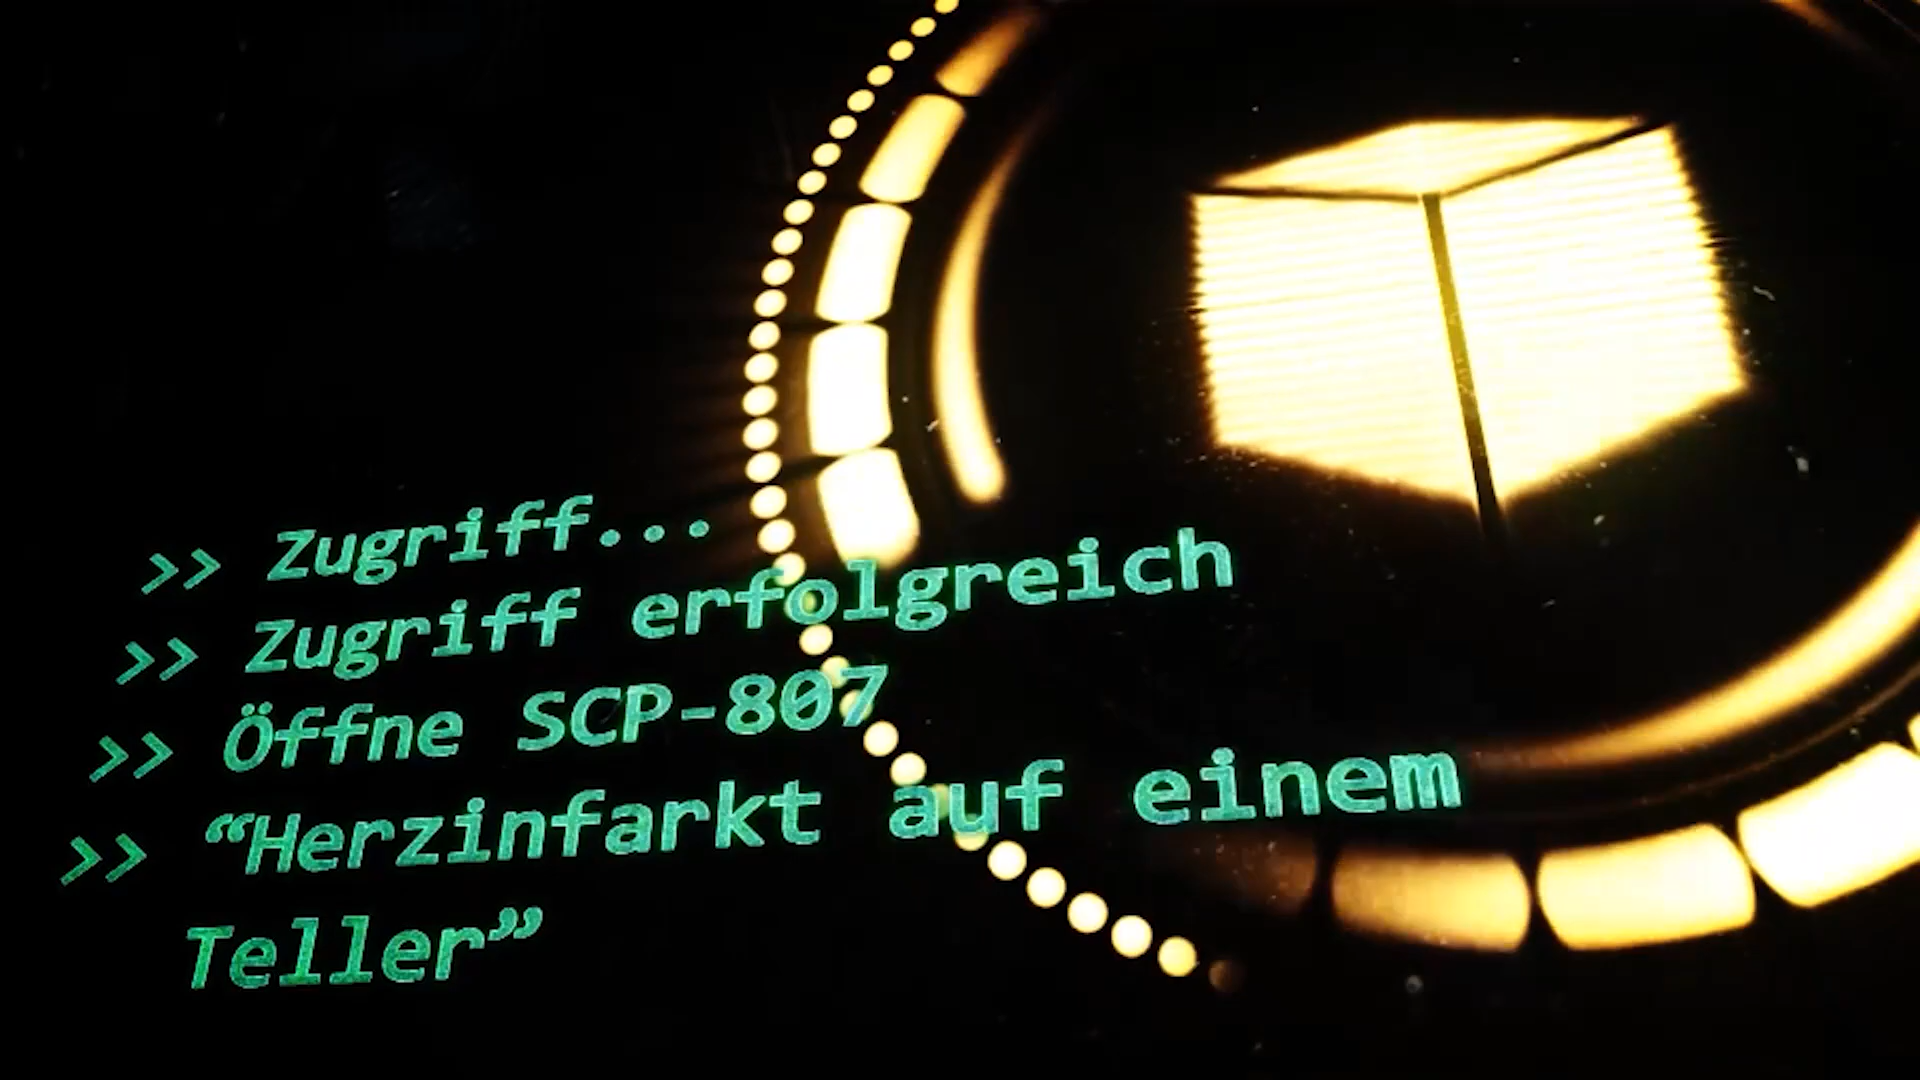 >> Zugriff...
>> Zugriff erfolgreich
>> Öffne SCP-807
>> “Herzinfarkt auf einem
Teller”